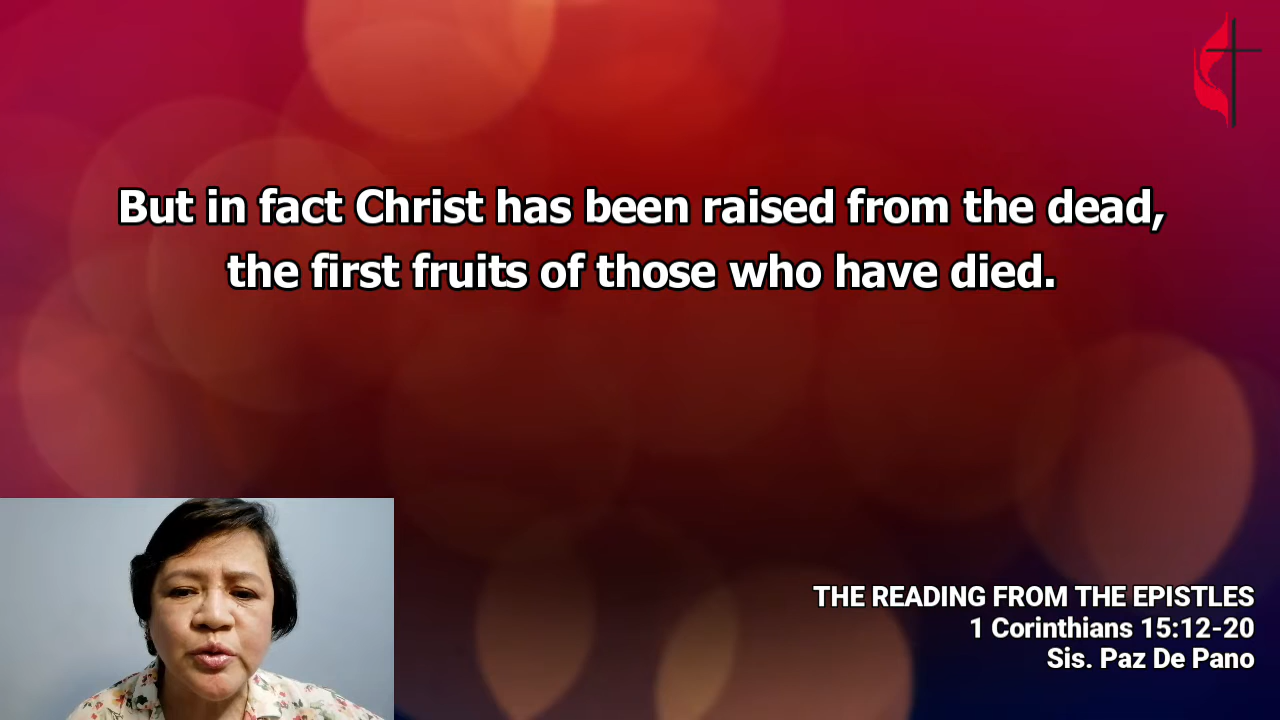 But in fact Christ has been raised from the dead,
the first fruits of those who have died.
THE READING FROM THE EPISTLES
1 Corinthians 15:12-20
Sis. Paz De Pano